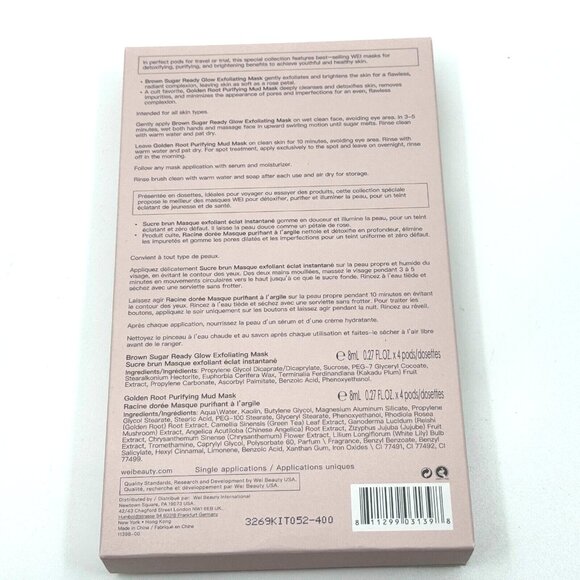 In perfect pods for travel or trial, this special collection features best-selling WEI masks for
detoxifying, purifying, and brightening benefits to achieve youthful and healthy skin.
• Brown Sugar Ready Glow Exfoliating Mask gently exfoliates and brightens the skin for a flawless,
radiant complexion, leaving skin as soft as a rose petal.
• A cult favorite, Golden Root Purifying Mud Mask deeply cleanses and detoxifies skin, removes
impurities, and minimizes the appearance of pores and imperfections for an even, flawless
complexion.
Intended for all skin types.
Gently apply Brown Sugar Ready Glow Exfoliating Mask on wet clean face, avoiding eye area. In 3-5
minutes, wet both hands and massage face in upward swirling motion until sugar melts. Rinse clean
with warm water and pat dry.
Leave Golden Root Purifying Mud Mask on clean skin for 10 minutes, avoiding eye area. Rinse with
warm water and pat dry. For spot treatment, apply exclusively to the spot and leave on overnight, rinse
off in the morning.
Follow any mask application with serum and moisturizer.
Rinse brush clean with warm water and soap after each use and air dry for storage.
Présentée en dosettes, idéales pour voyager ou essayer des produits, cette collection spéciale
propose le meilleur des masques WEI pour détoxifier, purifier et illuminer la peau, pour un teint
éclatant de jeunesse et de santé.
• Sucre brun Masque exfoliant éclat instantané gomme en douceur et illumine la peau, pour un teint
éclatant et zéro défaut. Il laisse la peau douce comme un pétale de rose.
• Produit culte, Racine dorée Masque purifiant à l'argile nettoie et détoxifie en profondeur, élimine
les impuretés et gomme les pores dilatés et les imperfections pour un teint uniforme et zéro défaut.
Convient à tout type de peaux.
Appliquez délicatement Sucre brun Masque exfoliant éclat instantané sur la peau propre et humide du
visage, en évitant le contour des yeux. Des deux mains mouillées, massez le visage pendant 3 à 5
minutes en mouvements circulaires vers le haut jusqu'à ce que le sucre fonde. Rincez à l'eau tiède et
séchez avec une serviette sans frotter.
Laissez agir Racine dorée Masque purifiant à l'argile sur la peau propre pendant 10 minutes en évitant
le contour des yeux. Rincez à l'eau tiède et séchez avec une serviette sans frotter. Pour traiter les
boutons, appliquez uniquement sur le bouton et laissez agir la nuit, puis rincez le matin.
Après chaque application, nourrissez la peau d'un sérum et d'une crème hydratante.
Nettoyez le pinceau à l'eau chaude et au savon après chaque utilisation et faites-le sécher à l'air libre
avant de le ranger.
Brown Sugar Ready Glow Exfoliating Mask
Sucre brun Masque exfoliant éclat instantané
℮ 8mL 0.27 FL.OZ. x 4 pods/dosettes
Ingredients/Ingrédients: Propylene Glycol Dicaprate/Dicaprylate, Sucrose, PEG-7 Glyceryl Cocoate,
Stearalkonium Hectorite, Euphorbia Cerifera Wax, Terminalia Ferdinandiana (Kakadu Plum) Fruit
Extract, Propylene Carbonate, Ascorbyl Palmitate, Benzoic Acid, Phenoxyethanol.
Golden Root Purifying Mud Mask
Racine dorée Masque purifiant à l'argile
℮ 8mL 0.27 FL.OZ. x 4 pods/dosettes
Ingredients/Ingrédients: Aqua\Water, Kaolin, Butylene Glycol, Magnesium Aluminum Silicate, Propylene
Glycol Stearate, Stearic Acid, PEG-100 Stearate, Glyceryl Stearate, Phenoxyethanol, Rhodiola Rosea
(Golden Root) Root Extract, Camellia Sinensis (Green Tea) Leaf Extract, Ganoderma Lucidum (Reishi
Mushroom) Extract, Angelica Acutiloba (Chinese Angelica Root) Root Extract, Zizyphus Jujuba (Jujube) Fruit
Extract, Chrysanthemum Sinense (Chrysanthemum) Flower Extract, Lilium Longiflorum (White Lily) Bulb
Extract, Tromethamine, Caprylyl Glycol, Polysorbate 60, Parfum \ Fragrance, Benzyl Benzoate, Benzyl
Salicylate, Hexyl Cinnamal, Limonene, Benzoic Acid, Xanthan Gum, Iron Oxides \ CI 77491, CI 77492, CI
77499.
weibeauty.com
Single applications / Applications uniques
Quality Standards, Research and Development by Wei Beauty USA.
Qualité, recherche et développement par Wei Beauty USA.
Distributed by / Distribué par: Wei Beauty International
Newtown Square, PA 19073 USA.
42/43 Chagford Street London NW1 6EB UK.
Humboldtstrasse 94 60318 Frankfurt Germany
New York • Hong Kong
Made in China / Fabriqué en Chine
11398-00
3269KIT052-400
8 11299 03139 8